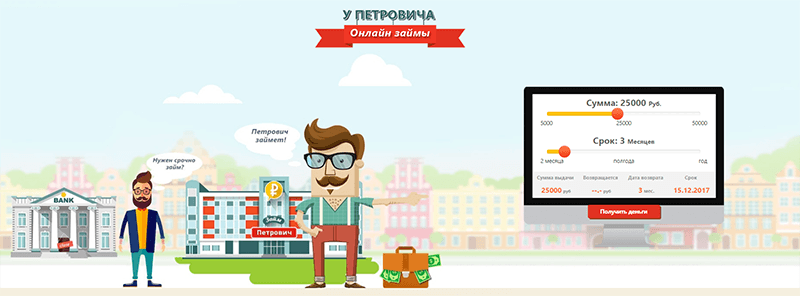 У ПЕТРОВИЧА
Онлайн займы
Петрович
займет!
Нужен срочно
займ?
BANK
₽
Займ
Петрович
Сумма: 25000 Руб.
5000 25000 50000
Срок: 3 Месяцев
2 месяца полгода год
Сумма выдачи Возвращается Дата возврата Срок
25000 руб --.- руб 3 мес. 15.12.2017
Получить деньги